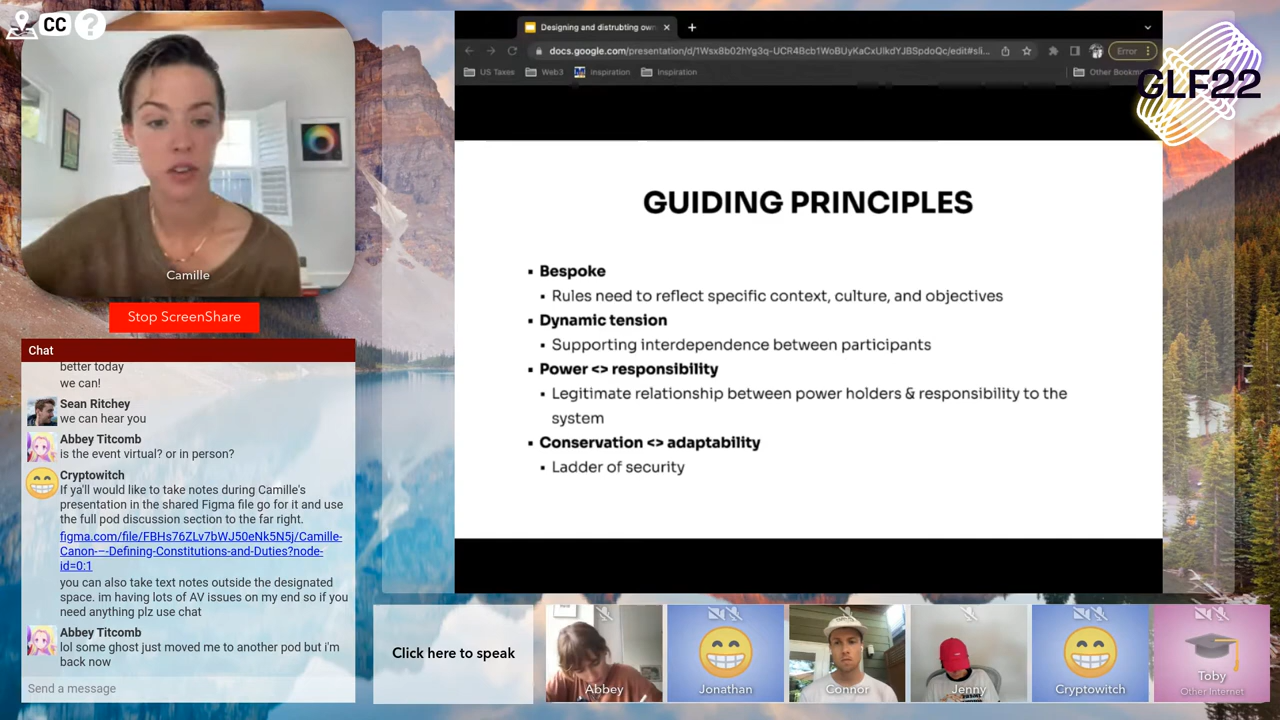 CC
?
Camille
Stop ScreenShare
Chat
better today
we can!
Sean Ritchey
we can hear you
Abbey Titcomb
is the event virtual? or in person?
Cryptowitch
If ya'll would like to take notes during Camille's
presentation in the shared Figma file go for it and use
the full pod discussion section to the far right.
figma.com/file/FBHs76ZLv7bWJ50eNk5N5j/Camille-
Canon-–-Defining-Constitutions-and-Duties?node-
id=0:1
you can also take text notes outside the designated
space. im having lots of AV issues on my end so if you
need anything plz use chat
Abbey Titcomb
lol some ghost just moved me to another pod but i'm
back now
Send a message
Designing and distrubting own
docs.google.com/presentation/d/1Wsx8b02hYg3q-UCR4Bcb1WoBUyKaCxUlkdYJBSpdoQc/edit#sli...
Error
US Taxes
Web3
inspiration
Inspiration
Other Bookm
GLF22
GUIDING PRINCIPLES
▪ Bespoke
▪ Rules need to reflect specific context, culture, and objectives
▪ Dynamic tension
▪ Supporting interdependence between participants
▪ Power <> responsibility
▪ Legitimate relationship between power holders & responsibility to the
system
▪ Conservation <> adaptability
▪ Ladder of security
Click here to speak
Abbey
Jonathan
Connor
Jenny
Cryptowitch
Toby
Other Internet